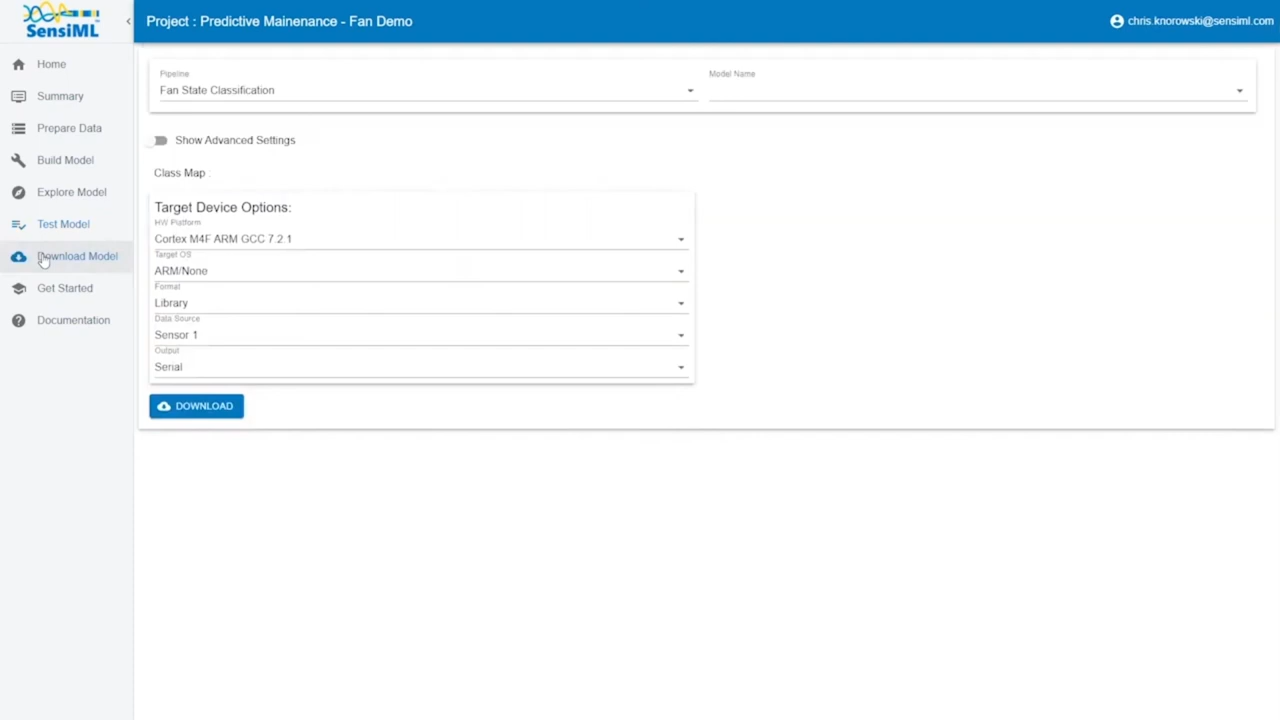 SensiML
Project : Predictive Mainenance - Fan Demo
chris.knorowski@sensiml.com
Home
Summary
Prepare Data
Build Model
Explore Model
Test Model
Download Model
Get Started
Documentation
Pipeline
Fan State Classification
Model Name
Show Advanced Settings
Class Map :
Target Device Options:
HW Platform
Cortex M4F ARM GCC 7.2.1
Target OS
ARM/None
Format
Library
Data Source
Sensor 1
Output
Serial
DOWNLOAD